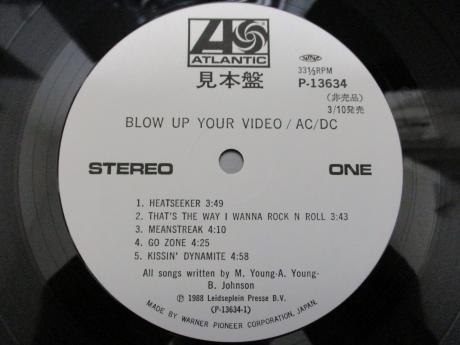 ATLANTIC
見本盤
33⅓RPM
P-13634
(非売品)
3/10発売
BLOW UP YOUR VIDEO / AC/DC
STEREO
ONE
1. HEATSEEKER 3:49
2. THAT'S THE WAY I WANNA ROCK N ROLL 3:43
3. MEANSTREAK 4:10
4. GO ZONE 4:25
5. KISSIN' DYNAMITE 4:58
All songs written by M. Young-A. Young-
B. Johnson
Ⓟ 1988 Leidseplein Presse B.V.
(P-13634-1)
MADE BY WARNER PIONEER CORPORATION, JAPAN.